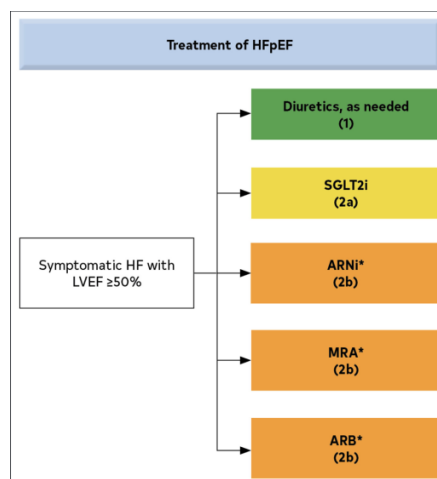 Treatment of HFpEF
Diuretics, as needed
(1)
SGLT2i
(2a)
Symptomatic HF with
LVEF ≥50%
ARNi*
(2b)
MRA*
(2b)
ARB*
(2b)